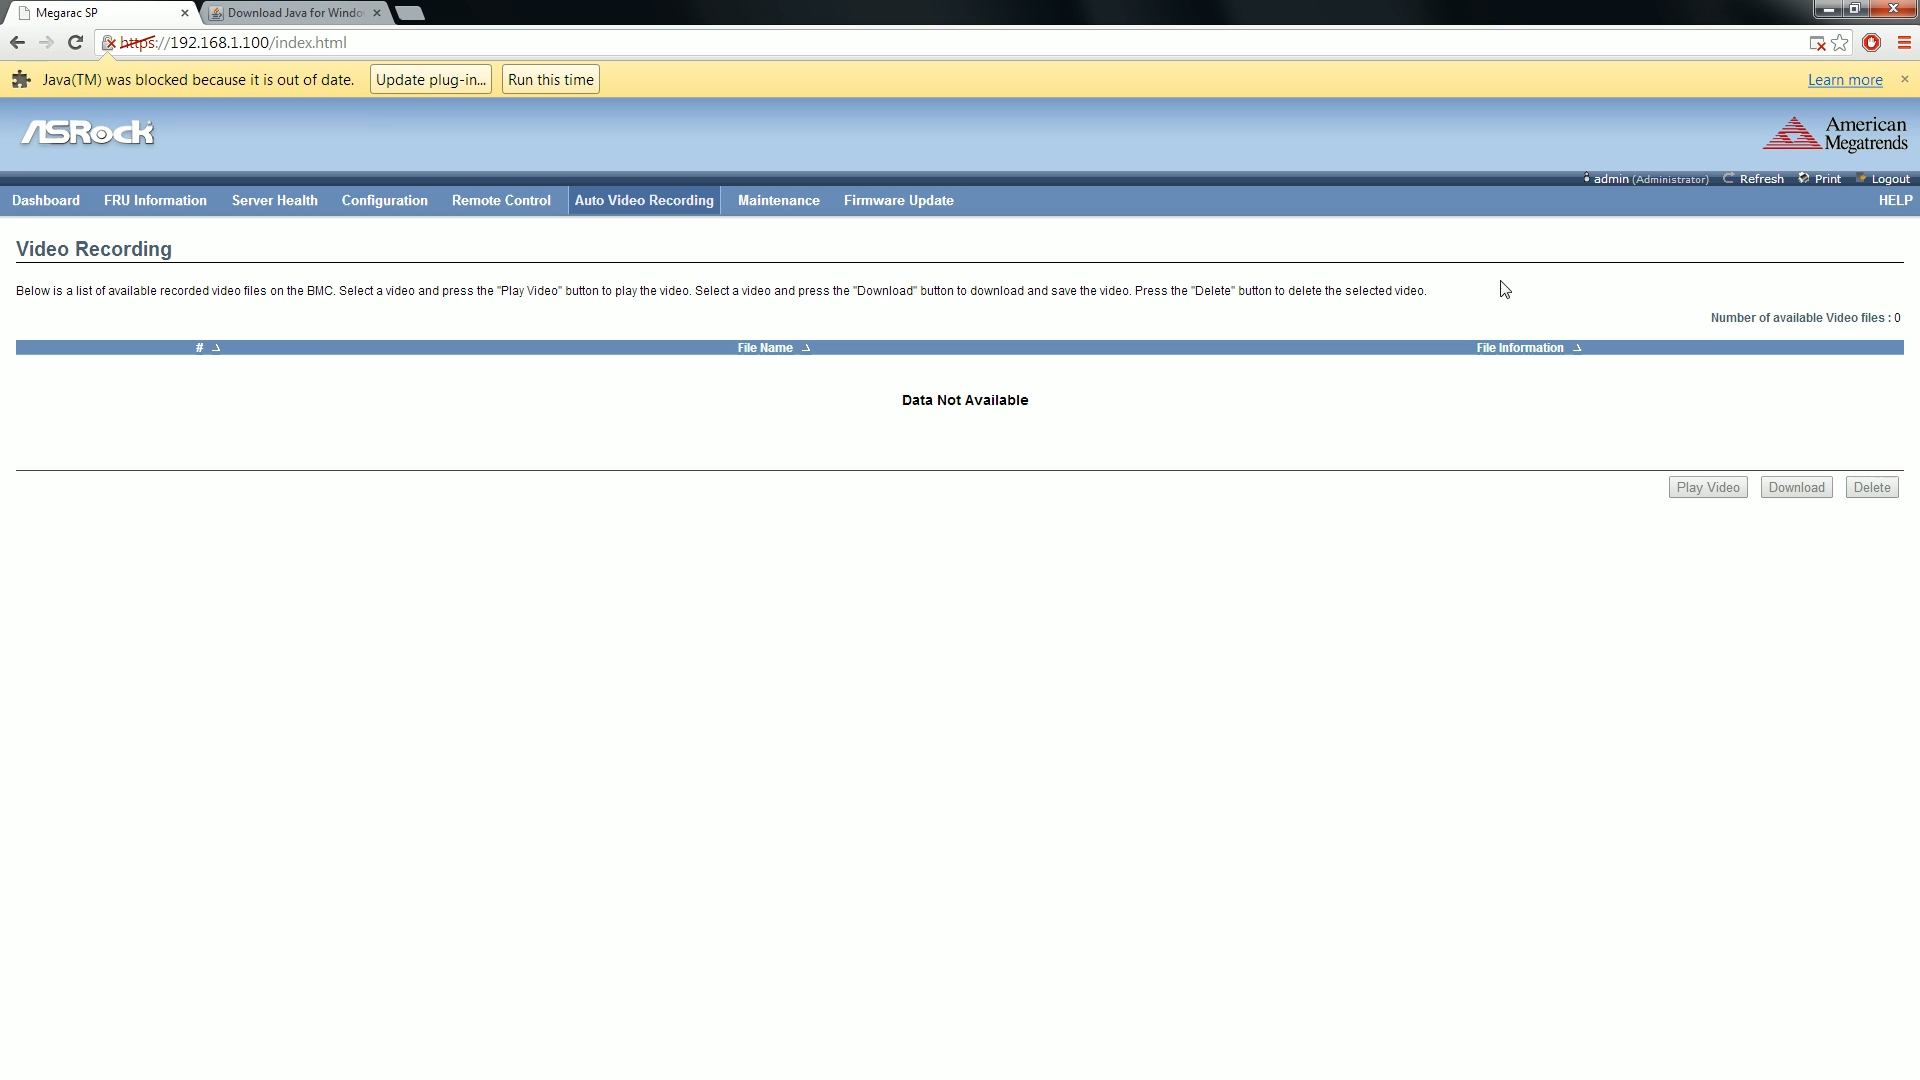 Megarac SP
Download Java for Windo
https://192.168.1.100/index.html
Java(TM) was blocked because it is out of date. Update plug-in... Run this time Learn more
ASRock
American
Megatrends
admin (Administrator) Refresh Print Logout
Dashboard FRU Information Server Health Configuration Remote Control Auto Video Recording Maintenance Firmware Update HELP
Video Recording
Below is a list of available recorded video files on the BMC. Select a video and press the "Play Video" button to play the video. Select a video and press the "Download" button to download and save the video. Press the "Delete" button to delete the selected video.
Number of available Video files : 0
# File Name File Information
Data Not Available
Play Video Download Delete